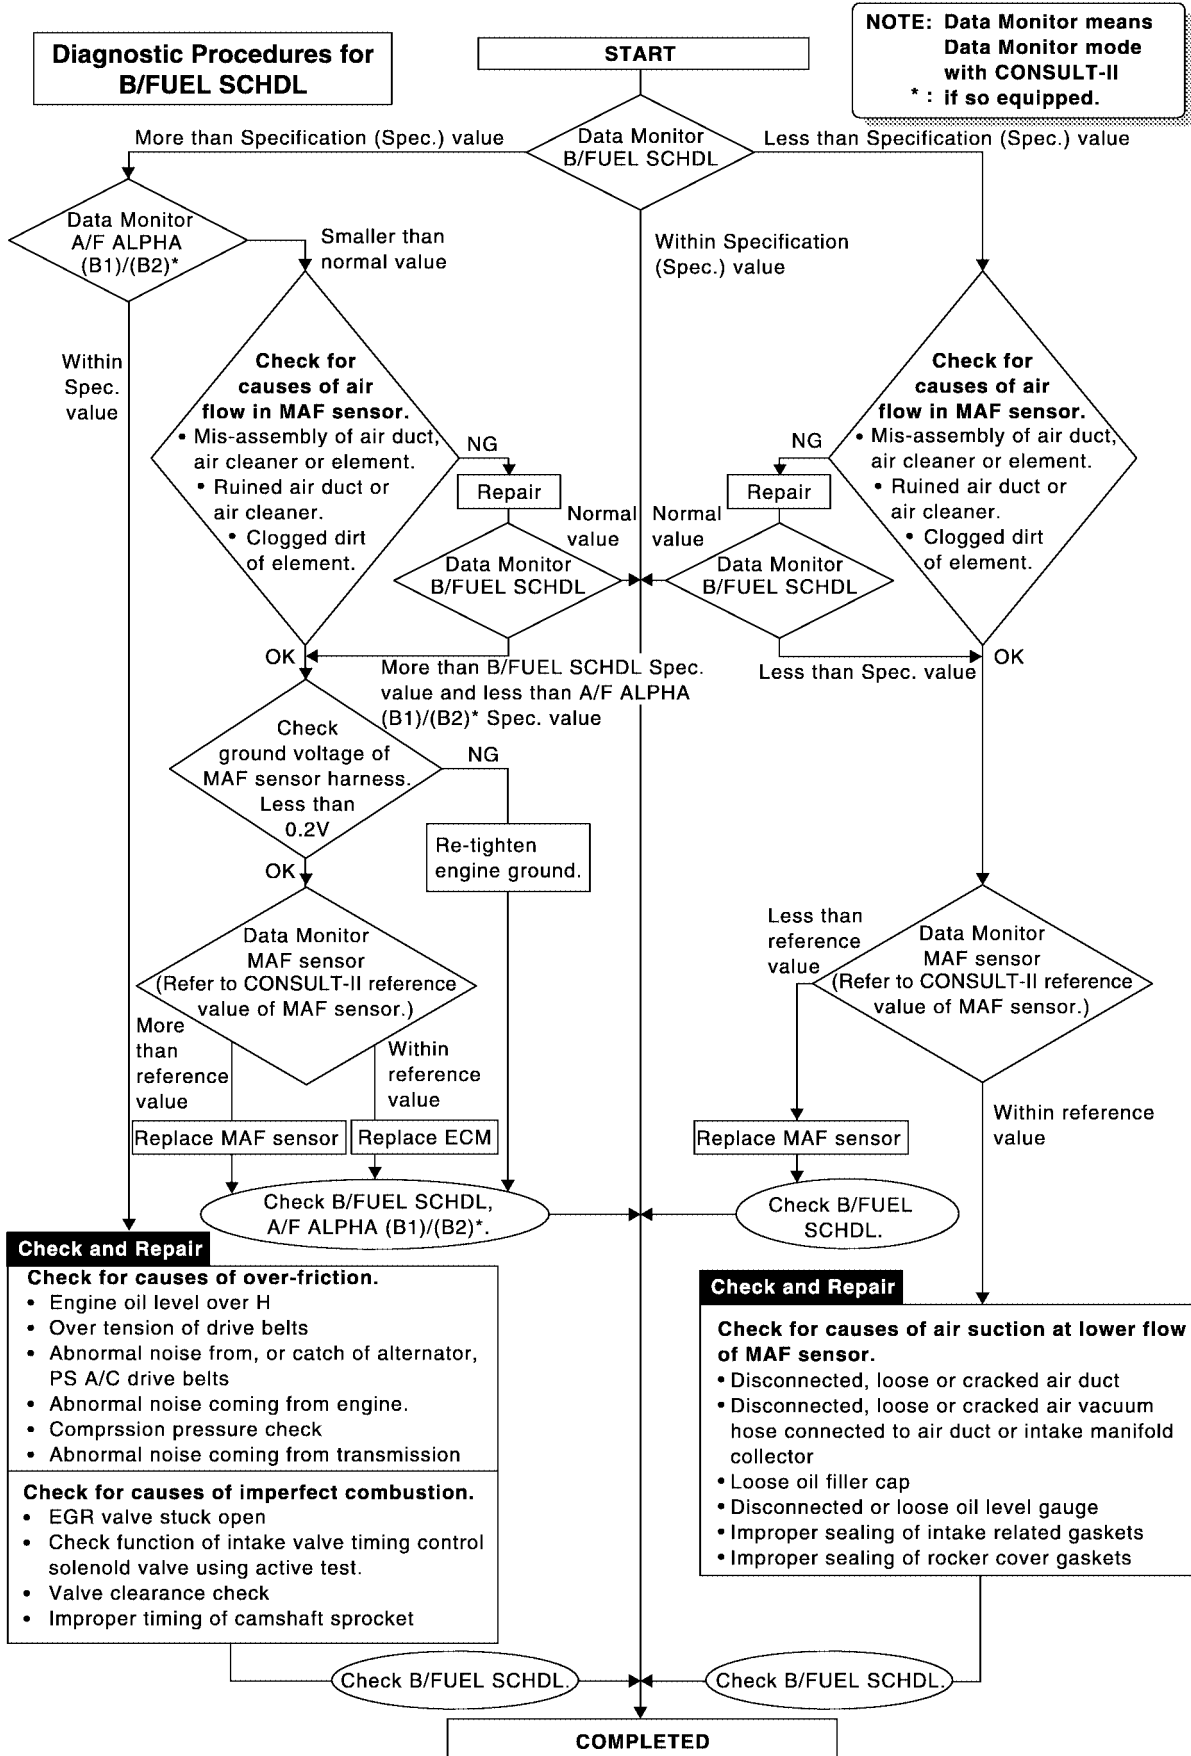 Diagnostic Procedures for
B/FUEL SCHDL
START
NOTE: Data Monitor means
Data Monitor mode
with CONSULT-II
* : if so equipped.
More than Specification (Spec.) value
Data Monitor
B/FUEL SCHDL
Less than Specification (Spec.) value
Data Monitor
A/F ALPHA
(B1)/(B2)*
Smaller than
normal value
Within Specification
(Spec.) value
Within
Spec.
value
Check for
causes of air
flow in MAF sensor.
• Mis-assembly of air duct,
air cleaner or element.
• Ruined air duct or
air cleaner.
• Clogged dirt
of element.
NG
Repair
Normal
value
Data Monitor
B/FUEL SCHDL
Check for
causes of air
flow in MAF sensor.
• Mis-assembly of air duct,
air cleaner or element.
• Ruined air duct or
air cleaner.
• Clogged dirt
of element.
NG
Repair
Normal
value
Data Monitor
B/FUEL SCHDL
OK
More than B/FUEL SCHDL Spec.
value and less than A/F ALPHA
(B1)/(B2)* Spec. value
Less than Spec. value
OK
Check
ground voltage of
MAF sensor harness.
Less than
0.2V
NG
Re-tighten
engine ground.
OK
Data Monitor
MAF sensor
(Refer to CONSULT-II reference
value of MAF sensor.)
Less than
reference
value
Data Monitor
MAF sensor
(Refer to CONSULT-II reference
value of MAF sensor.)
More
than
reference
value
Within
reference
value
Within reference
value
Replace MAF sensor
Replace ECM
Replace MAF sensor
Check B/FUEL SCHDL,
A/F ALPHA (B1)/(B2)*.
Check B/FUEL
SCHDL.
Check and Repair
Check for causes of over-friction.
• Engine oil level over H
• Over tension of drive belts
• Abnormal noise from, or catch of alternator,
PS A/C drive belts
• Abnormal noise coming from engine.
• Comprssion pressure check
• Abnormal noise coming from transmission
Check for causes of imperfect combustion.
• EGR valve stuck open
• Check function of intake valve timing control
solenold valve using active test.
• Valve clearance check
• Improper timing of camshaft sprocket
Check and Repair
Check for causes of air suction at lower flow
of MAF sensor.
• Disconnected, loose or cracked air duct
• Disconnected, loose or cracked air vacuum
hose connected to air duct or intake manifold
collector
• Loose oil filler cap
• Disconnected or loose oil level gauge
• Improper sealing of intake related gaskets
• Improper sealing of rocker cover gaskets
Check B/FUEL SCHDL.
Check B/FUEL SCHDL.
COMPLETED